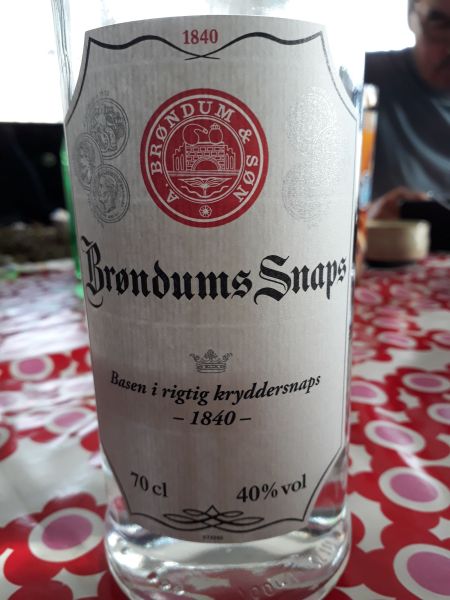 1840
A. BRØNDUM & SØN
Brøndums Snaps
Basen i rigtig kryddersnaps
– 1840 –
70 cl 40% vol